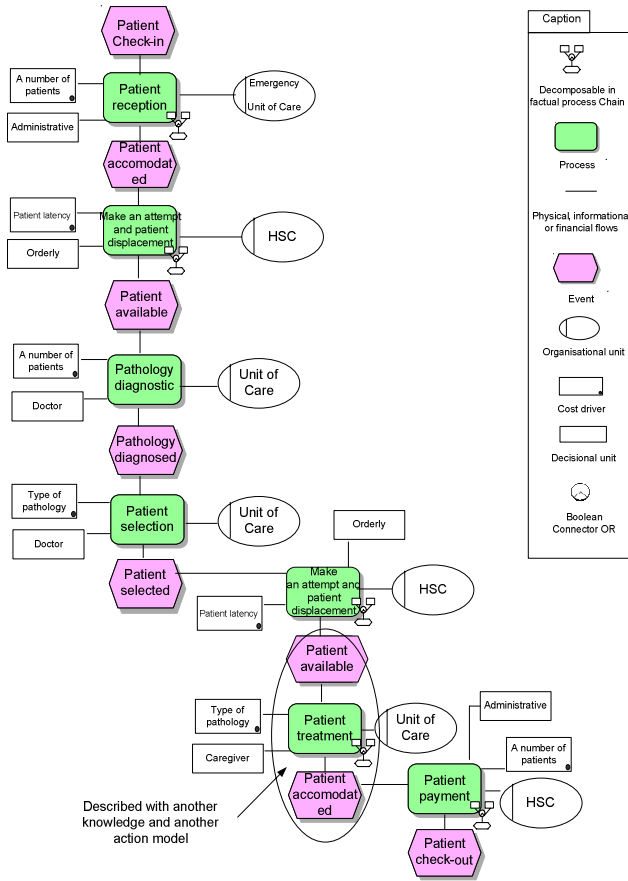 Patient
Check-in
A number of
patients
Patient
reception
Emergency
Unit of Care
Administrative
Patient
accomodat
ed
Patient latency
Make an attempt
and patient
displacement
HSC
Orderly
Patient
available
A number of
patients
Pathology
diagnostic
Unit of
Care
Doctor
Pathology
diagnosed
Type of
pathology
Patient
selection
Unit of
Care
Doctor
Orderly
Patient
selected
Make
an attempt and
patient
displacement
HSC
Patient latency
Patient
available
Type of
pathology
Patient
treatment
Unit of
Care
Caregiver
Administrative
A number of
patients
Patient
accomodat
ed
Patient
payment
HSC
Described with another
knowledge and another
action model
Patient
check-out
Caption
Decomposable in
factual process Chain
Process
Physical, informationa
or financial flows
Event
Organisational unit
Cost driver
Decisional unit
Boolean
Connector OR